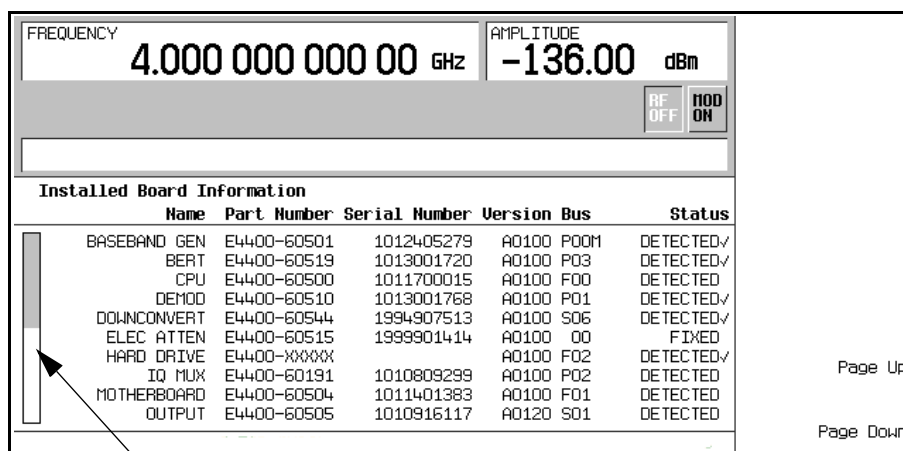 FREQUENCY
4.000 000 000 00 GHz
AMPLITUDE
-136.00 dBm
RF OFF
MOD ON
Installed Board Information
Name Part Number Serial Number Version Bus Status
BASEBAND GEN E4400-60501 1012405279 A0100 P00M DETECTED✓
BERT E4400-60519 1013001720 A0100 P03 DETECTED✓
CPU E4400-60500 1011700015 A0100 F00 DETECTED
DEMOD E4400-60510 1013001768 A0100 P01 DETECTED✓
DOWNCONVERT E4400-60544 1994907513 A0100 S06 DETECTED✓
ELEC ATTEN E4400-60515 1999901414 A0100 00 FIXED
HARD DRIVE E4400-XXXXX A0100 F02 DETECTED✓
IQ MUX E4400-60191 1010809299 A0100 P02 DETECTED
MOTHERBOARD E4400-60504 1011401383 A0100 F01 DETECTED
OUTPUT E4400-60505 1010916117 A0120 S01 DETECTED
Page Up
Page Down